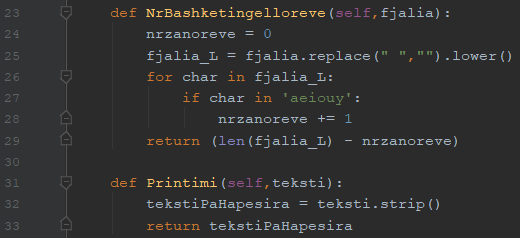 23 def NrBashketingelloreve(self,fjalia):
24 nrzanoreve = 0
25 fjalia_L = fjalia.replace(" ","").lower()
26 for char in fjalia_L:
27 if char in 'aeiouy':
28 nrzanoreve += 1
29 return (len(fjalia_L) - nrzanoreve)
30
31 def Printimi(self,teksti):
32 tekstiPaHapesira = teksti.strip()
33 return tekstiPaHapesira